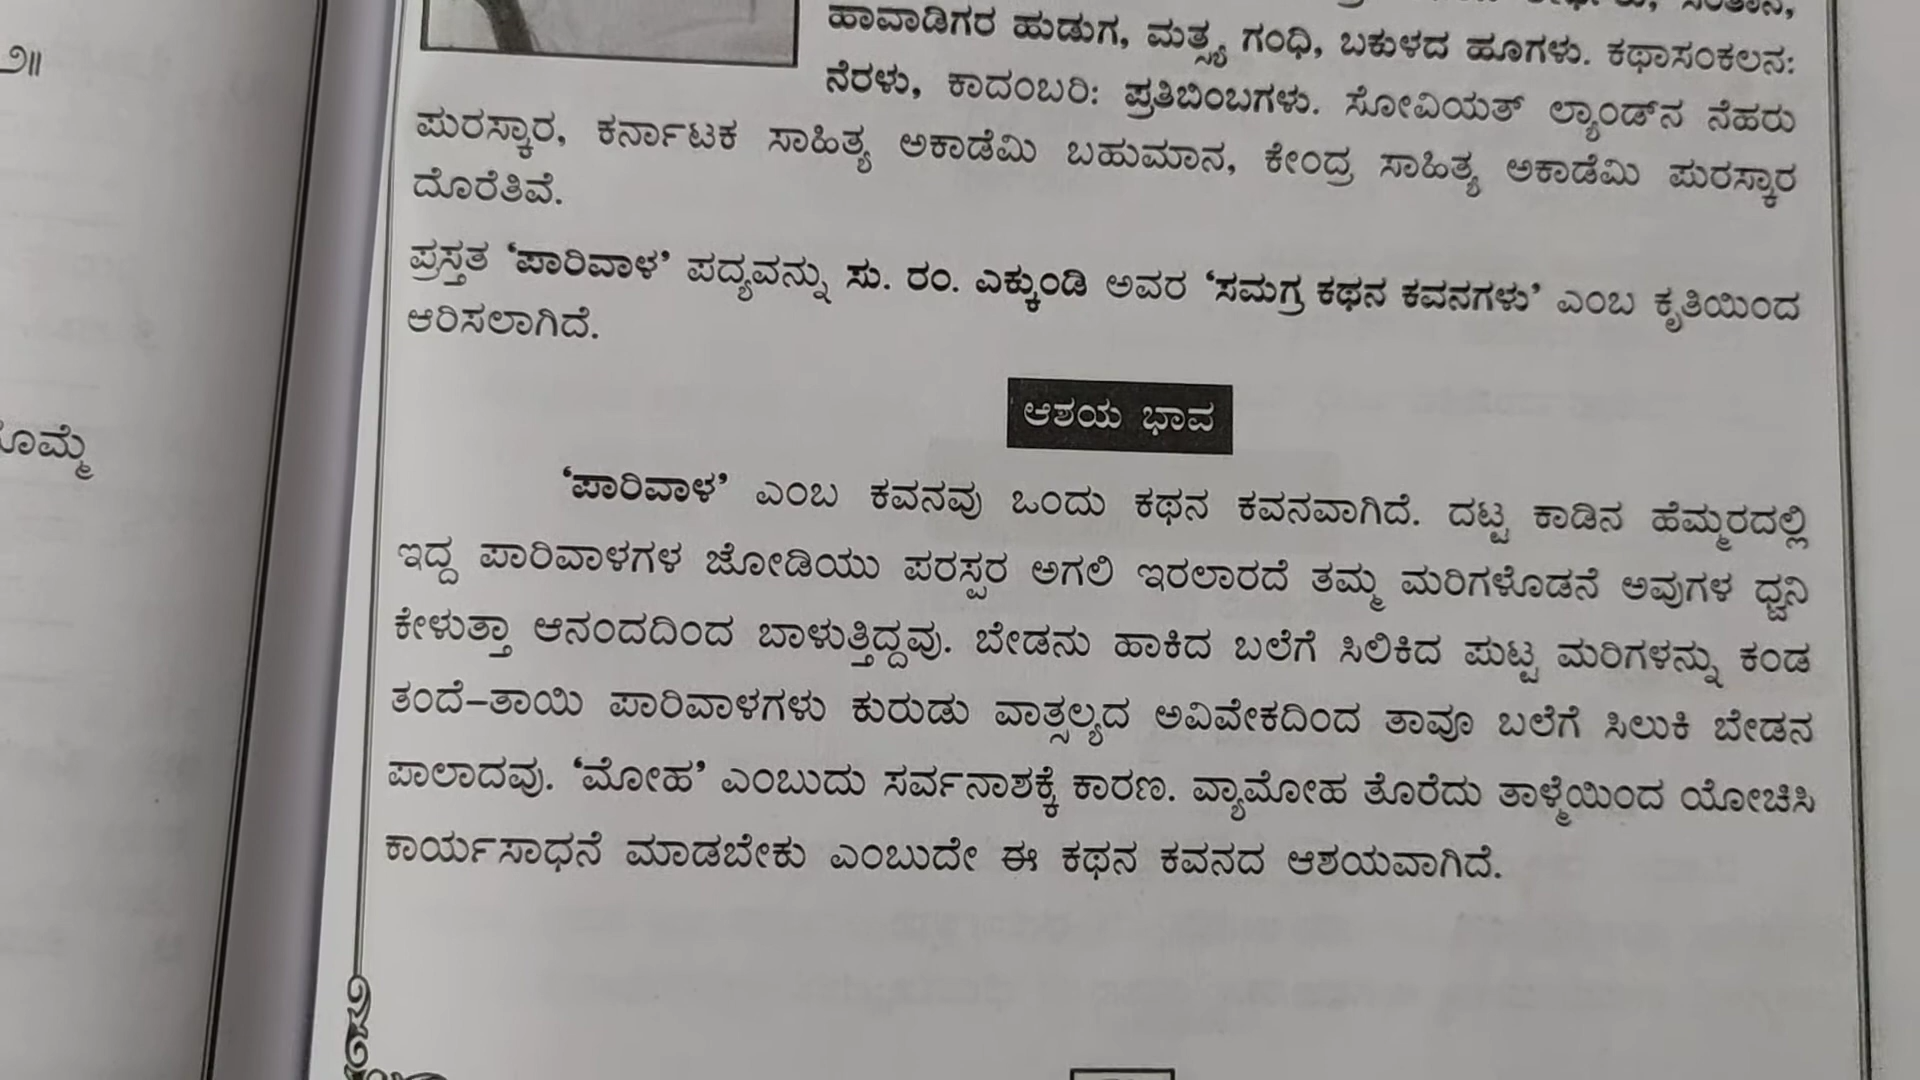 ೨॥
ಹಾವಾಡಿಗರ ಹುಡುಗ, ಮತ್ಸ್ಯ ಗಂಧಿ, ಬಕುಳದ ಹೂಗಳು. ಕಥಾಸಂಕಲನ:
ನೆರಳು, ಕಾದಂಬರಿ: ಪ್ರತಿಬಿಂಬಗಳು. ಸೋವಿಯತ್ ಲ್ಯಾಂಡ್‌ನ ನೆಹರು
ಪುರಸ್ಕಾರ, ಕರ್ನಾಟಕ ಸಾಹಿತ್ಯ ಅಕಾಡೆಮಿ ಬಹುಮಾನ, ಕೇಂದ್ರ ಸಾಹಿತ್ಯ ಅಕಾಡೆಮಿ ಪುರಸ್ಕಾರ
ದೊರೆತಿವೆ.
ಪ್ರಸ್ತತ ‘ಪಾರಿವಾಳ’ ಪದ್ಯವನ್ನು ಸು. ರಂ. ಎಕ್ಕುಂಡಿ ಅವರ ‘ಸಮಗ್ರ ಕಥನ ಕವನಗಳು’ ಎಂಬ ಕೃತಿಯಿಂದ
ಆರಿಸಲಾಗಿದೆ.
ಆಶಯ ಭಾವ
‘ಪಾರಿವಾಳ’ ಎಂಬ ಕವನವು ಒಂದು ಕಥನ ಕವನವಾಗಿದೆ. ದಟ್ಟ ಕಾಡಿನ ಹೆಮ್ಮರದಲ್ಲಿ
ಇದ್ದ ಪಾರಿವಾಳಗಳ ಜೋಡಿಯು ಪರಸ್ಪರ ಅಗಲಿ ಇರಲಾರದೆ ತಮ್ಮ ಮರಿಗಳೊಡನೆ ಅವುಗಳ ಧ್ವನಿ
ಕೇಳುತ್ತಾ ಆನಂದದಿಂದ ಬಾಳುತ್ತಿದ್ದವು. ಬೇಡನು ಹಾಕಿದ ಬಲೆಗೆ ಸಿಲಿಕಿದ ಪುಟ್ಟ ಮರಿಗಳನ್ನು ಕಂಡ
ತಂದೆ–ತಾಯಿ ಪಾರಿವಾಳಗಳು ಕುರುಡು ವಾತ್ಸಲ್ಯದ ಅವಿವೇಕದಿಂದ ತಾವೂ ಬಲೆಗೆ ಸಿಲುಕಿ ಬೇಡನ
ಪಾಲಾದವು. ‘ಮೋಹ’ ಎಂಬುದು ಸರ್ವನಾಶಕ್ಕೆ ಕಾರಣ. ವ್ಯಾಮೋಹ ತೊರೆದು ತಾಳ್ಮೆಯಿಂದ ಯೋಚಿಸಿ
ಕಾರ್ಯಸಾಧನೆ ಮಾಡಬೇಕು ಎಂಬುದೇ ಈ ಕಥನ ಕವನದ ಆಶಯವಾಗಿದೆ.